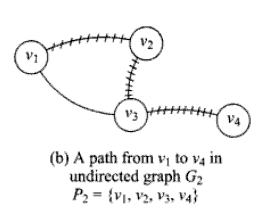 v1
v2
v3
v4
(b) A path from v1 to v4 in
undirected graph G2
P2 = {v1, v2, v3, v4}